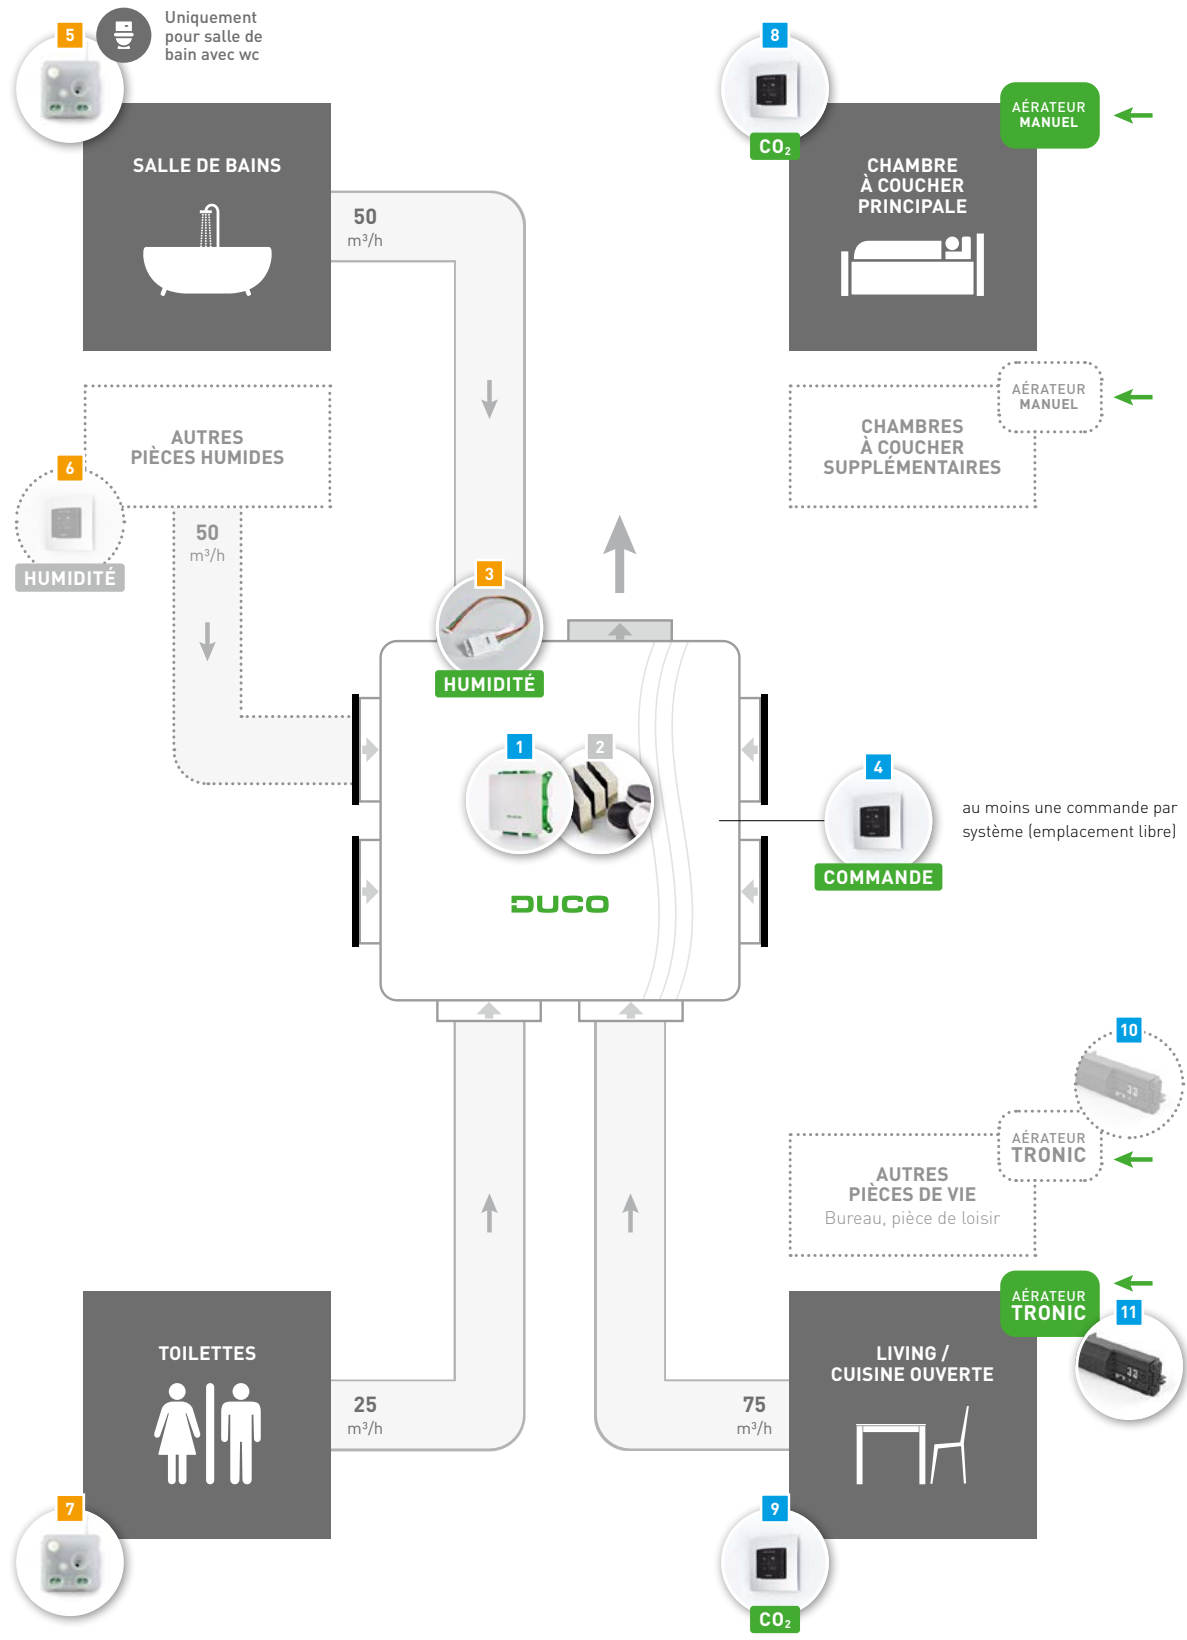 5
Uniquement
pour salle de
bain avec wc
SALLE DE BAINS
50
m³/h
8
CO₂
AÉRATEUR
MANUEL
CHAMBRE
À COUCHER
PRINCIPALE
AUTRES
PIÈCES HUMIDES
6
HUMIDITÉ
50
m³/h
AÉRATEUR
MANUEL
CHAMBRES
À COUCHER
SUPPLÉMENTAIRES
3
HUMIDITÉ
1
2
DUCO
4
COMMANDE
au moins une commande par
système (emplacement libre)
10
AÉRATEUR
TRONIC
AUTRES
PIÈCES DE VIE
Bureau, pièce de loisir
TOILETTES
25
m³/h
7
AÉRATEUR
TRONIC
11
LIVING /
CUISINE OUVERTE
75
m³/h
9
CO₂